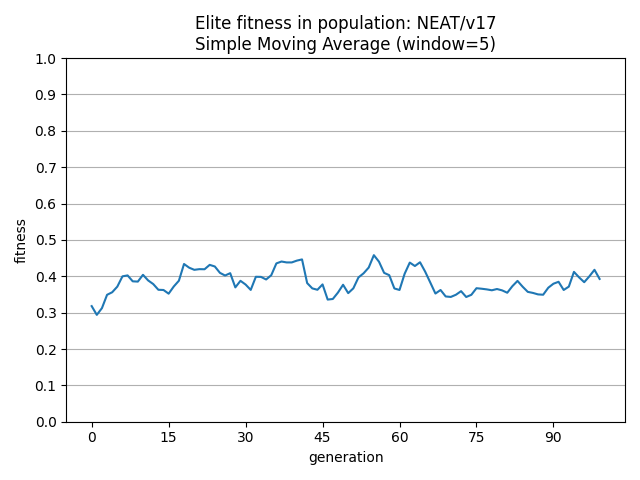 Elite fitness in population: NEAT/v17
Simple Moving Average (window=5)
1.0
0.9
0.8
0.7
0.6
0.5
0.4
0.3
0.2
0.1
0.0
fitness
0 15 30 45 60 75 90
generation